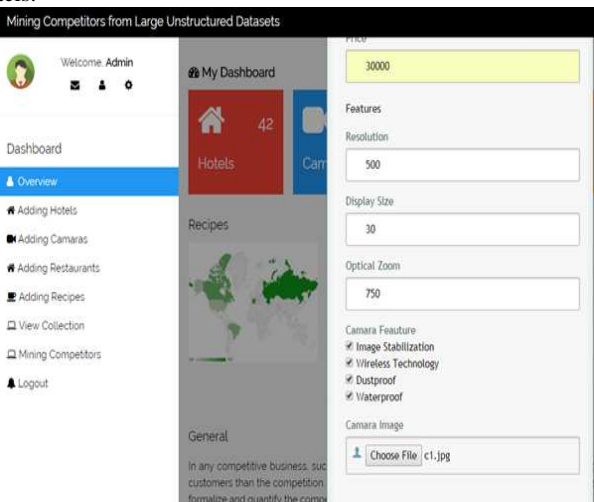 Mining Competitors from Large Unstructured Datasets
Welcome, Admin
Dashboard
Overview
Adding Hotels
Adding Camaras
Adding Restaurants
Adding Recipes
View Collection
Mining Competitors
Logout
My Dashboard
42
Hotels
Cam
Recipes
General
In any competitive business, suc
customers than the competition.
formalize and quantify the compe
Price
30000
Features
Resolution
500
Display Size
30
Optical Zoom
750
Camara Feauture
Image Stabilization
Wireless Technology
Dustproof
Waterproof
Camara Image
Choose File c1.jpg